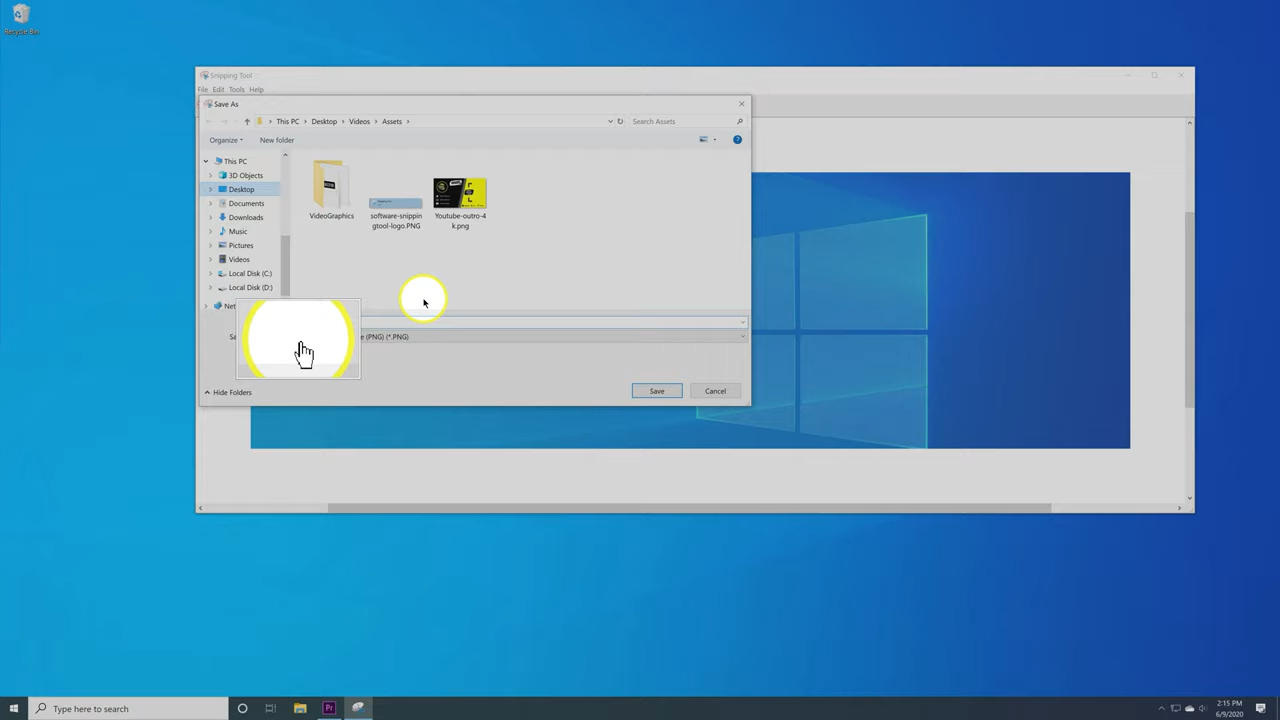 Recycle Bin
Snipping Tool
File Edit Tools Help
Save As
This PC > Desktop > Videos > Assets >
Search Assets
Organize
New folder
This PC
3D Objects
Desktop
Documents
Downloads
Music
Pictures
Videos
Local Disk (C:)
Local Disk (D:)
VideoGraphics
software-snippin
gtool-logo.PNG
Youtube-outro-4
k.png
(PNG) (*.PNG)
Hide Folders
Save
Cancel
Type here to search
Pr
2:15 PM
6/9/2020